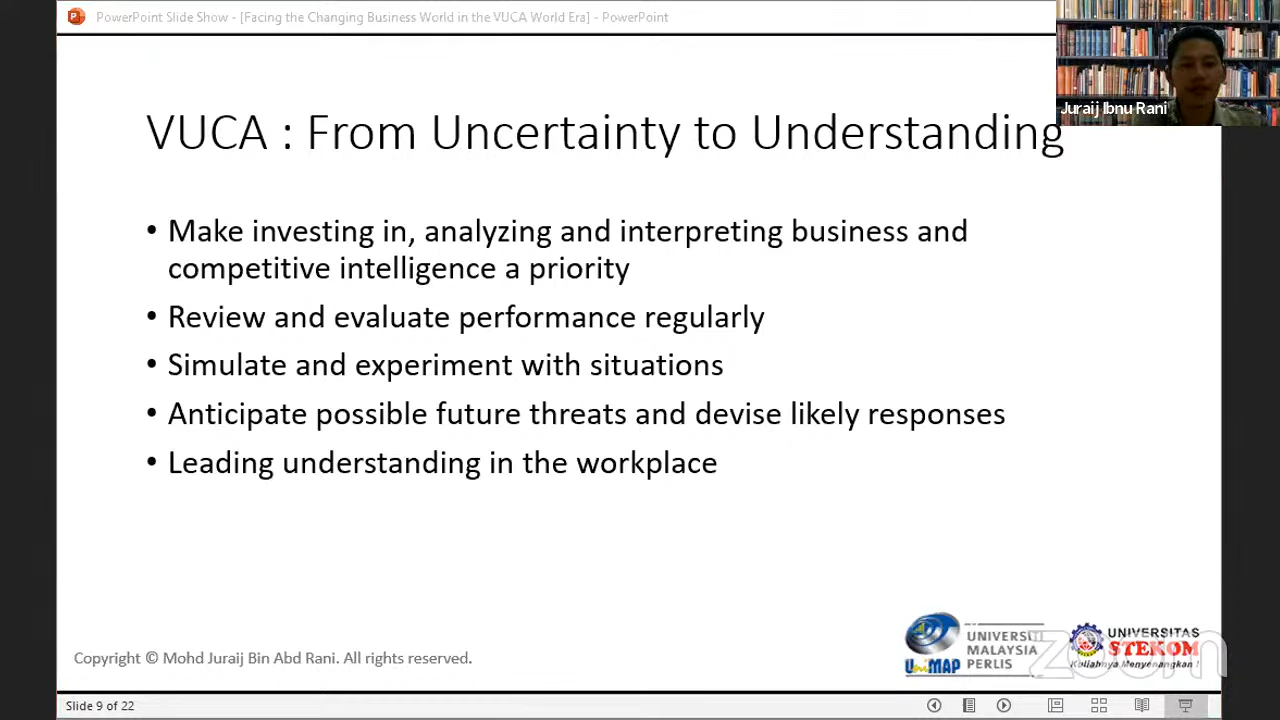 PowerPoint Slide Show - [Facing the Changing Business World in the VUCA World Era] - PowerPoint
Juraij Ibnu Rani
VUCA : From Uncertainty to Understanding
• Make investing in, analyzing and interpreting business and
competitive intelligence a priority
• Review and evaluate performance regularly
• Simulate and experiment with situations
• Anticipate possible future threats and devise likely responses
• Leading understanding in the workplace
Copyright © Mohd Juraij Bin Abd Rani. All rights reserved.
UniMAP
UNIVERSITI
MALAYSIA
PERLIS
UNIVERSITAS
STEKOM
Kuliahnya Menyenangkan !
zoom
Slide 9 of 22